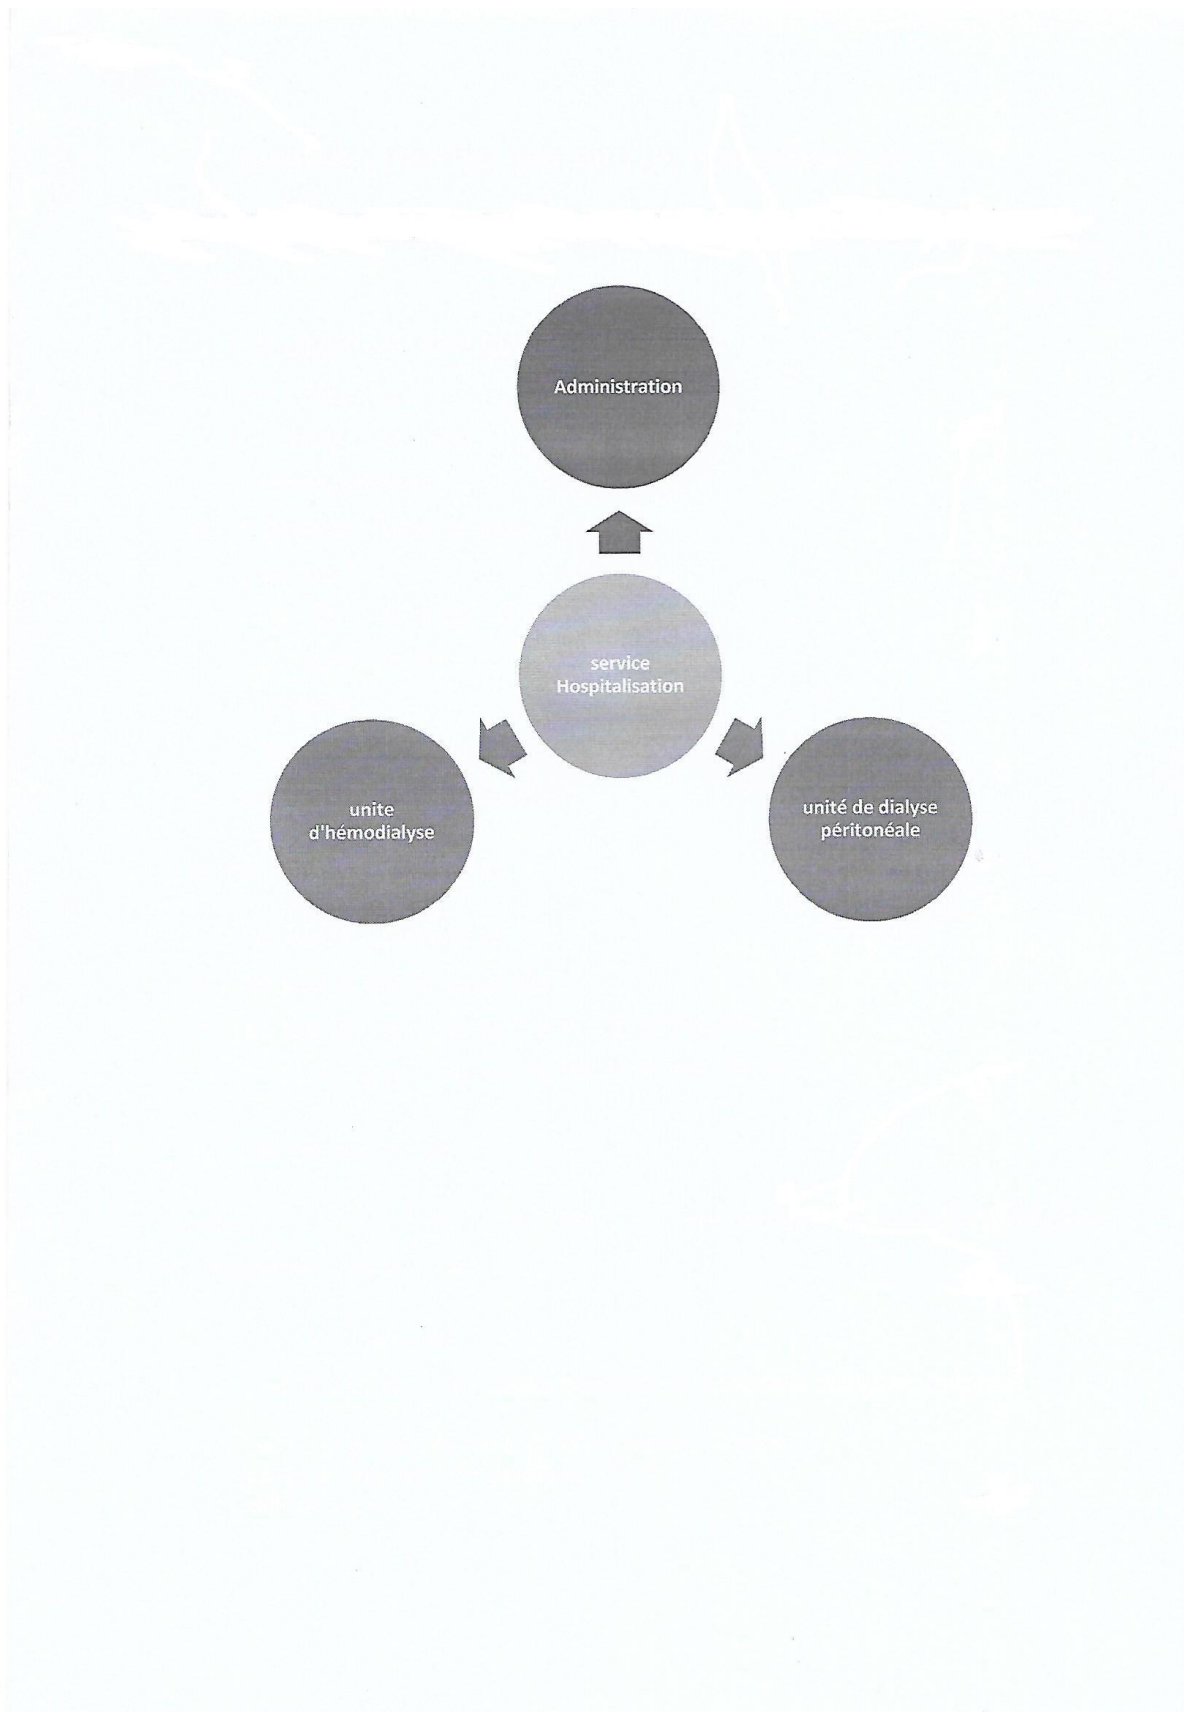 Administration
service
Hospitalisation
unite
d'hémodialyse
unité de dialyse
péritonéale